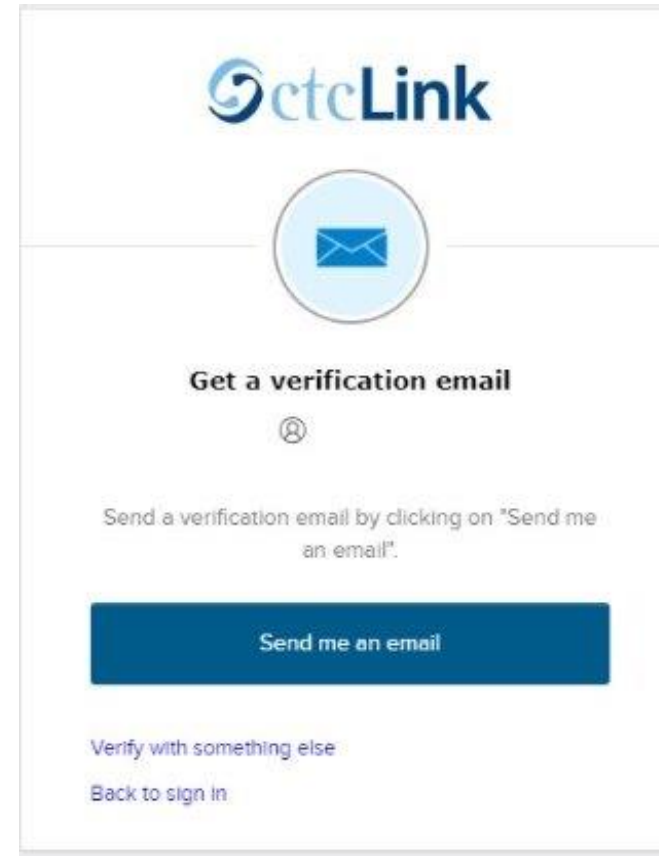 ctcLink
Get a verification email
Send a verification email by clicking on "Send me
an email".
Send me an email
Verify with something else
Back to sign in